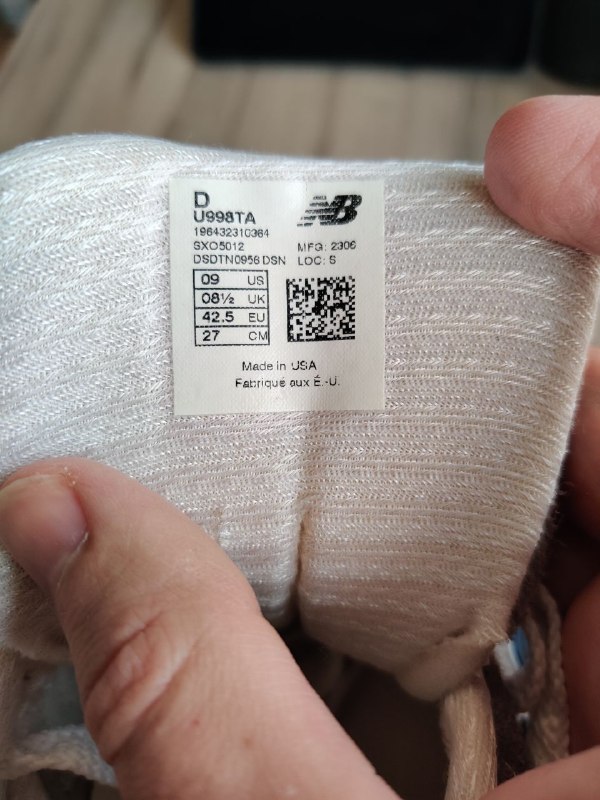 D
NB
U998TA
196432310364
SXO5012 MFG: 2306
DSDTN0956 DSN LOC: S
09 US
08½ UK
42.5 EU
27 CM
Made in USA
Fabriqué aux É.-U.